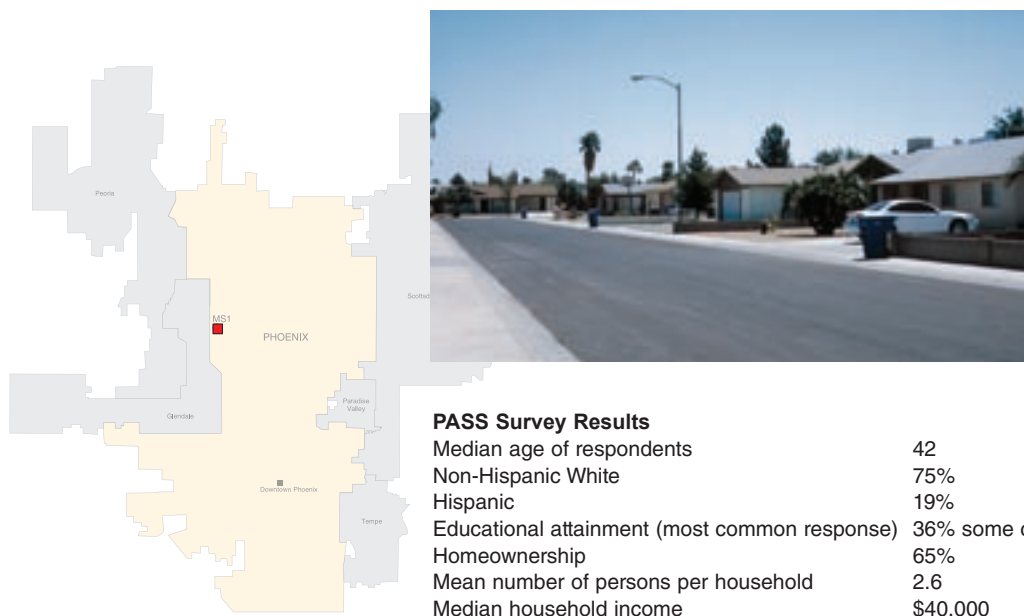 Peoria
MS1
PHOENIX
Glendale
Paradise
Valley
Downtown Phoenix
Tempe
PASS Survey Results
Median age of respondents 42
Non-Hispanic White 75%
Hispanic 19%
Educational attainment (most common response) 36% some
Homeownership 65%
Mean number of persons per household 2.6
Median household income $40,000